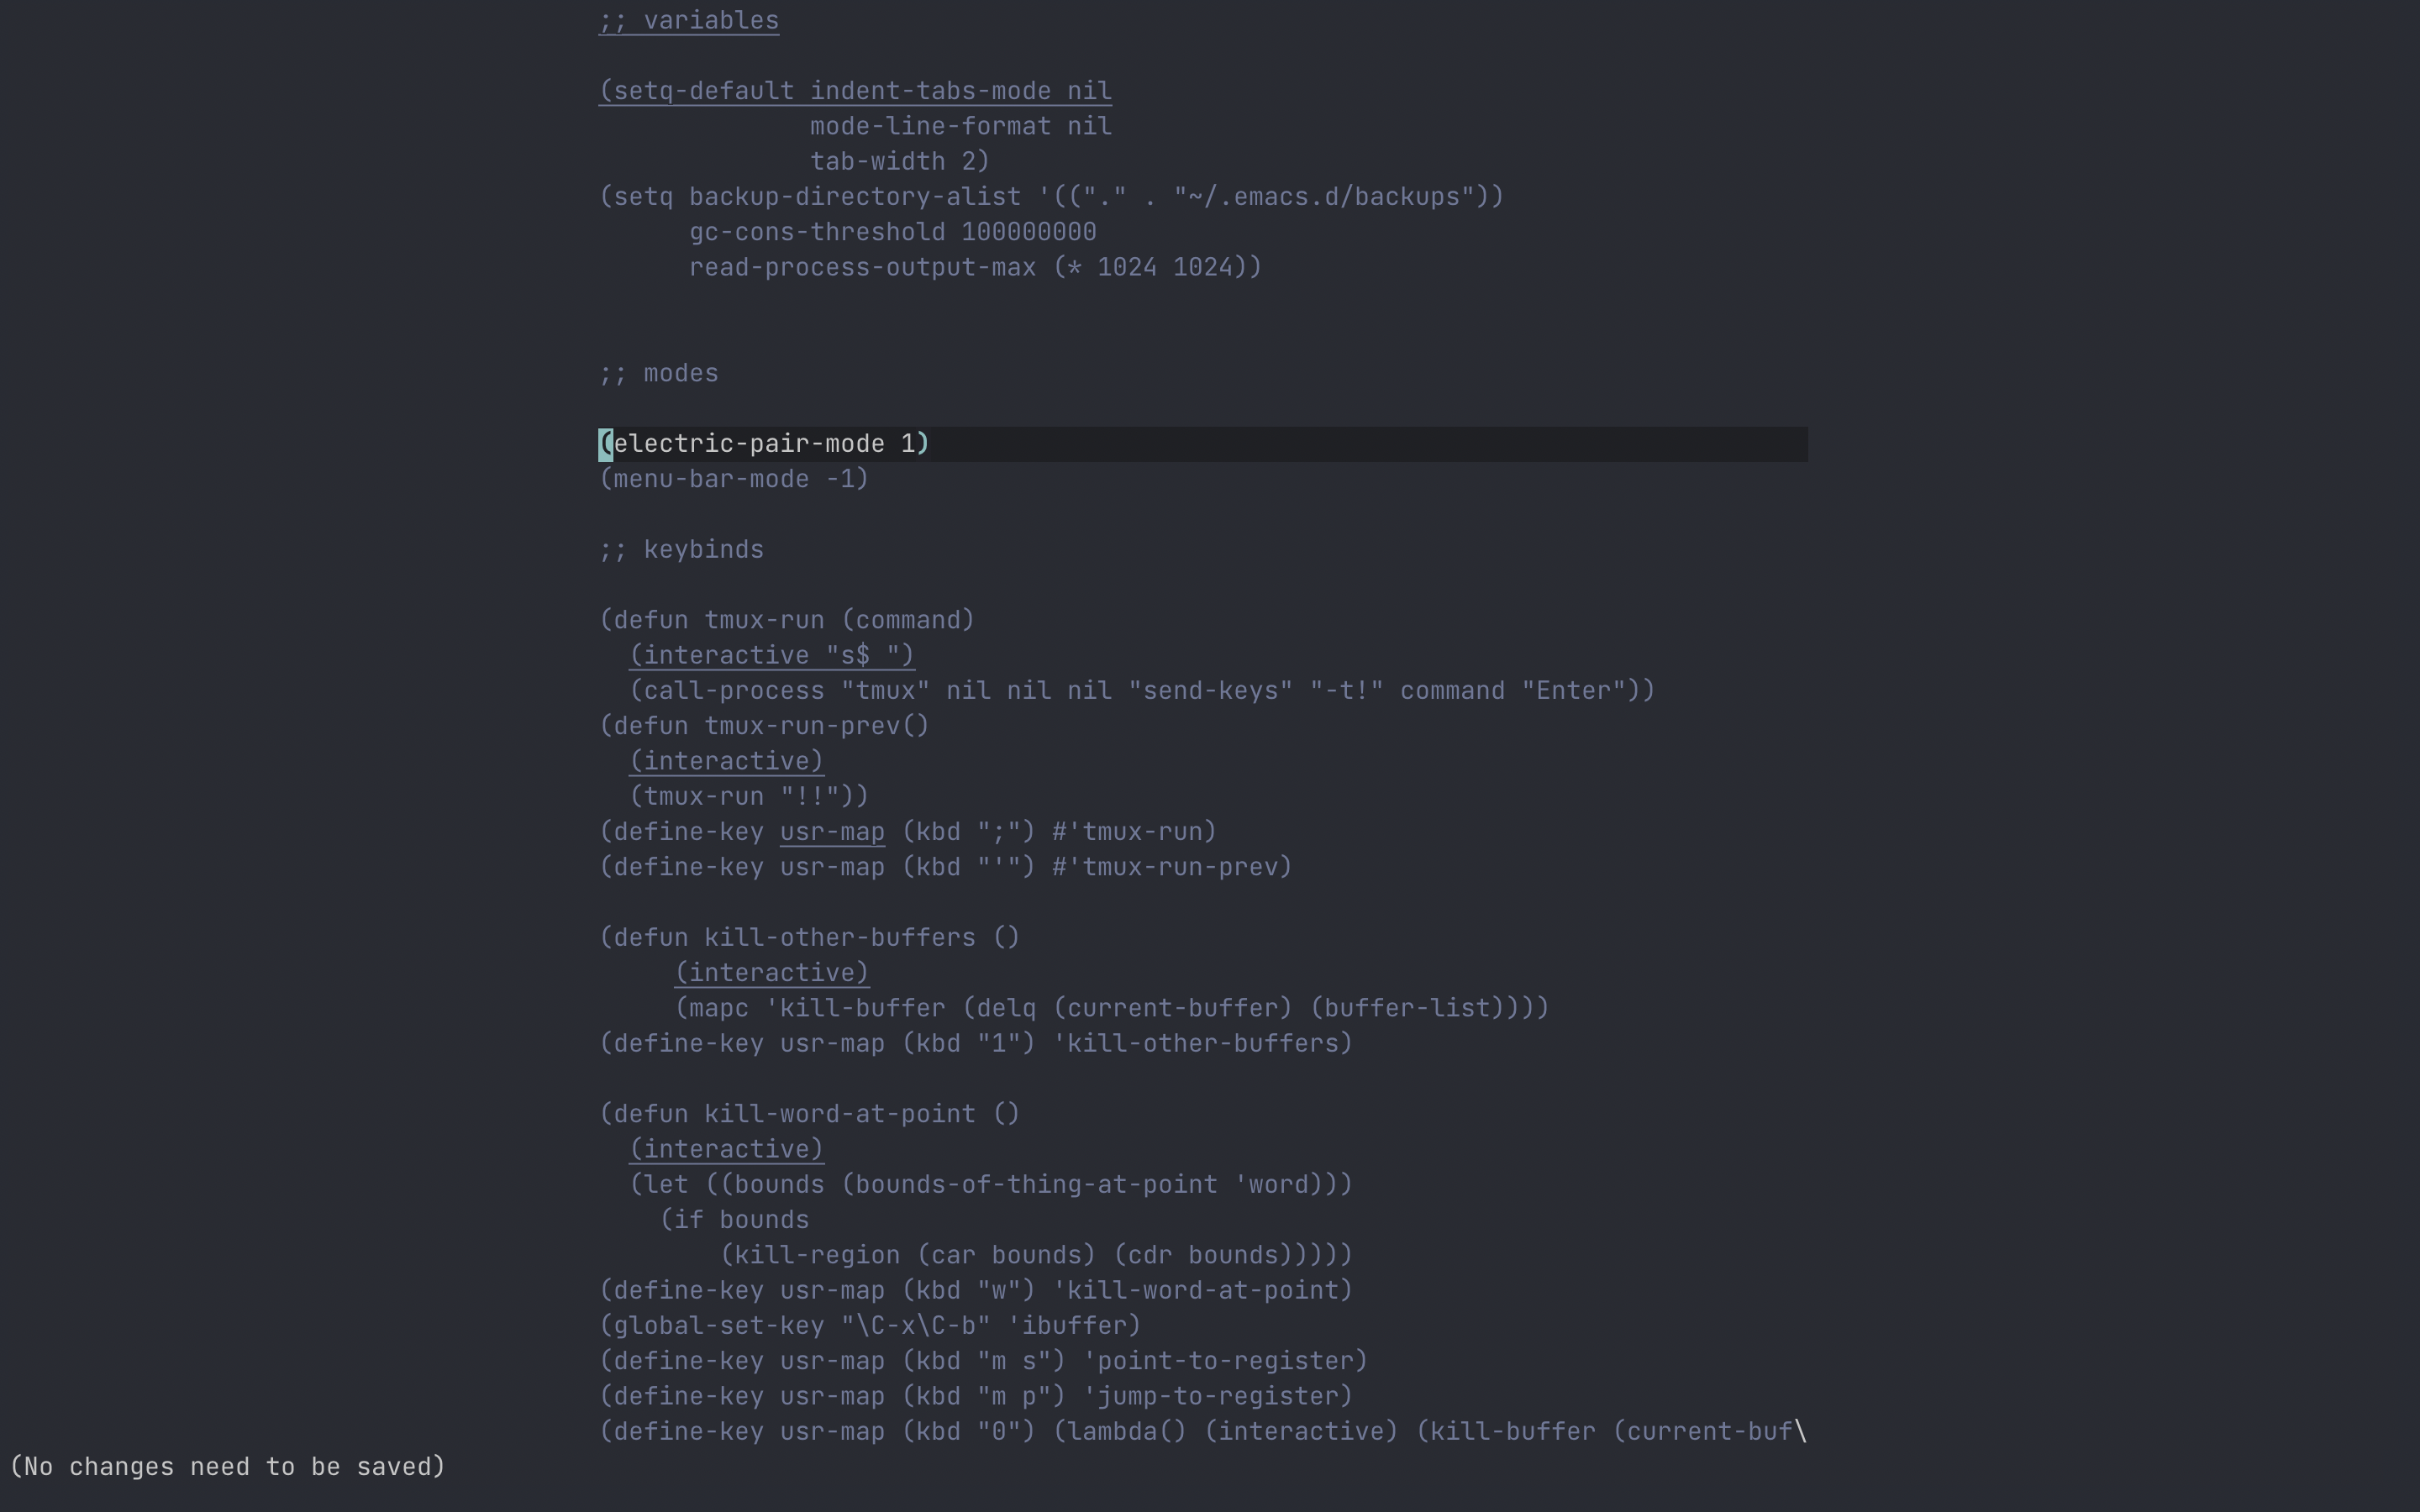 ;; variables
(setq-default indent-tabs-mode nil
              mode-line-format nil
              tab-width 2)
(setq backup-directory-alist '(("." . "~/.emacs.d/backups"))
      gc-cons-threshold 100000000
      read-process-output-max (* 1024 1024))
;; modes
(electric-pair-mode 1)
(menu-bar-mode -1)
;; keybinds
(defun tmux-run (command)
  (interactive "s$ ")
  (call-process "tmux" nil nil nil "send-keys" "-t!" command "Enter"))
(defun tmux-run-prev()
  (interactive)
  (tmux-run "!!"))
(define-key usr-map (kbd ";") #'tmux-run)
(define-key usr-map (kbd "'") #'tmux-run-prev)
(defun kill-other-buffers ()
     (interactive)
     (mapc 'kill-buffer (delq (current-buffer) (buffer-list))))
(define-key usr-map (kbd "1") 'kill-other-buffers)
(defun kill-word-at-point ()
  (interactive)
  (let ((bounds (bounds-of-thing-at-point 'word)))
    (if bounds
        (kill-region (car bounds) (cdr bounds)))))
(define-key usr-map (kbd "w") 'kill-word-at-point)
(global-set-key "\C-x\C-b" 'ibuffer)
(define-key usr-map (kbd "m s") 'point-to-register)
(define-key usr-map (kbd "m p") 'jump-to-register)
(define-key usr-map (kbd "0") (lambda() (interactive) (kill-buffer (current-buf\
(No changes need to be saved)